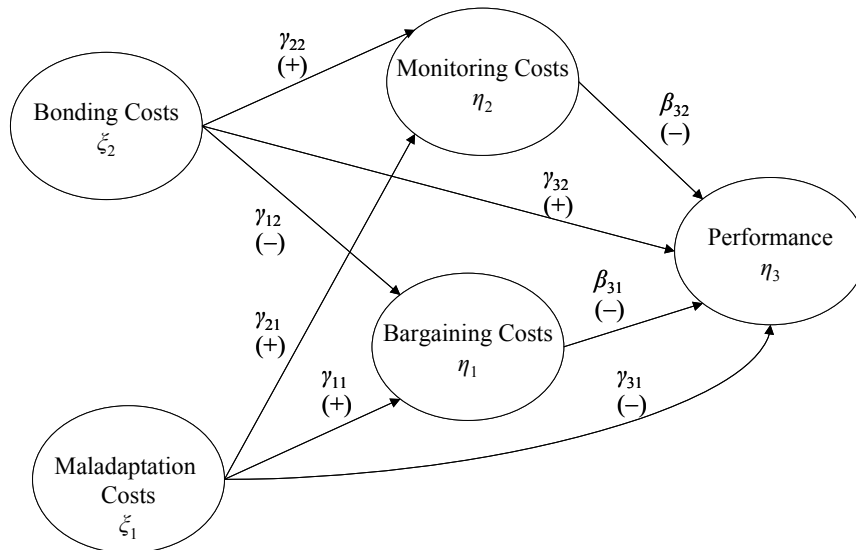 γ22
(+)
Monitoring Costs
η2
Bonding Costs
ξ2
β32
(−)
γ32
(+)
γ12
(−)
Performance
η3
β31
(−)
γ21
(+)
Bargaining Costs
η1
γ11
(+)
γ31
(−)
Maladaptation
Costs
ξ1